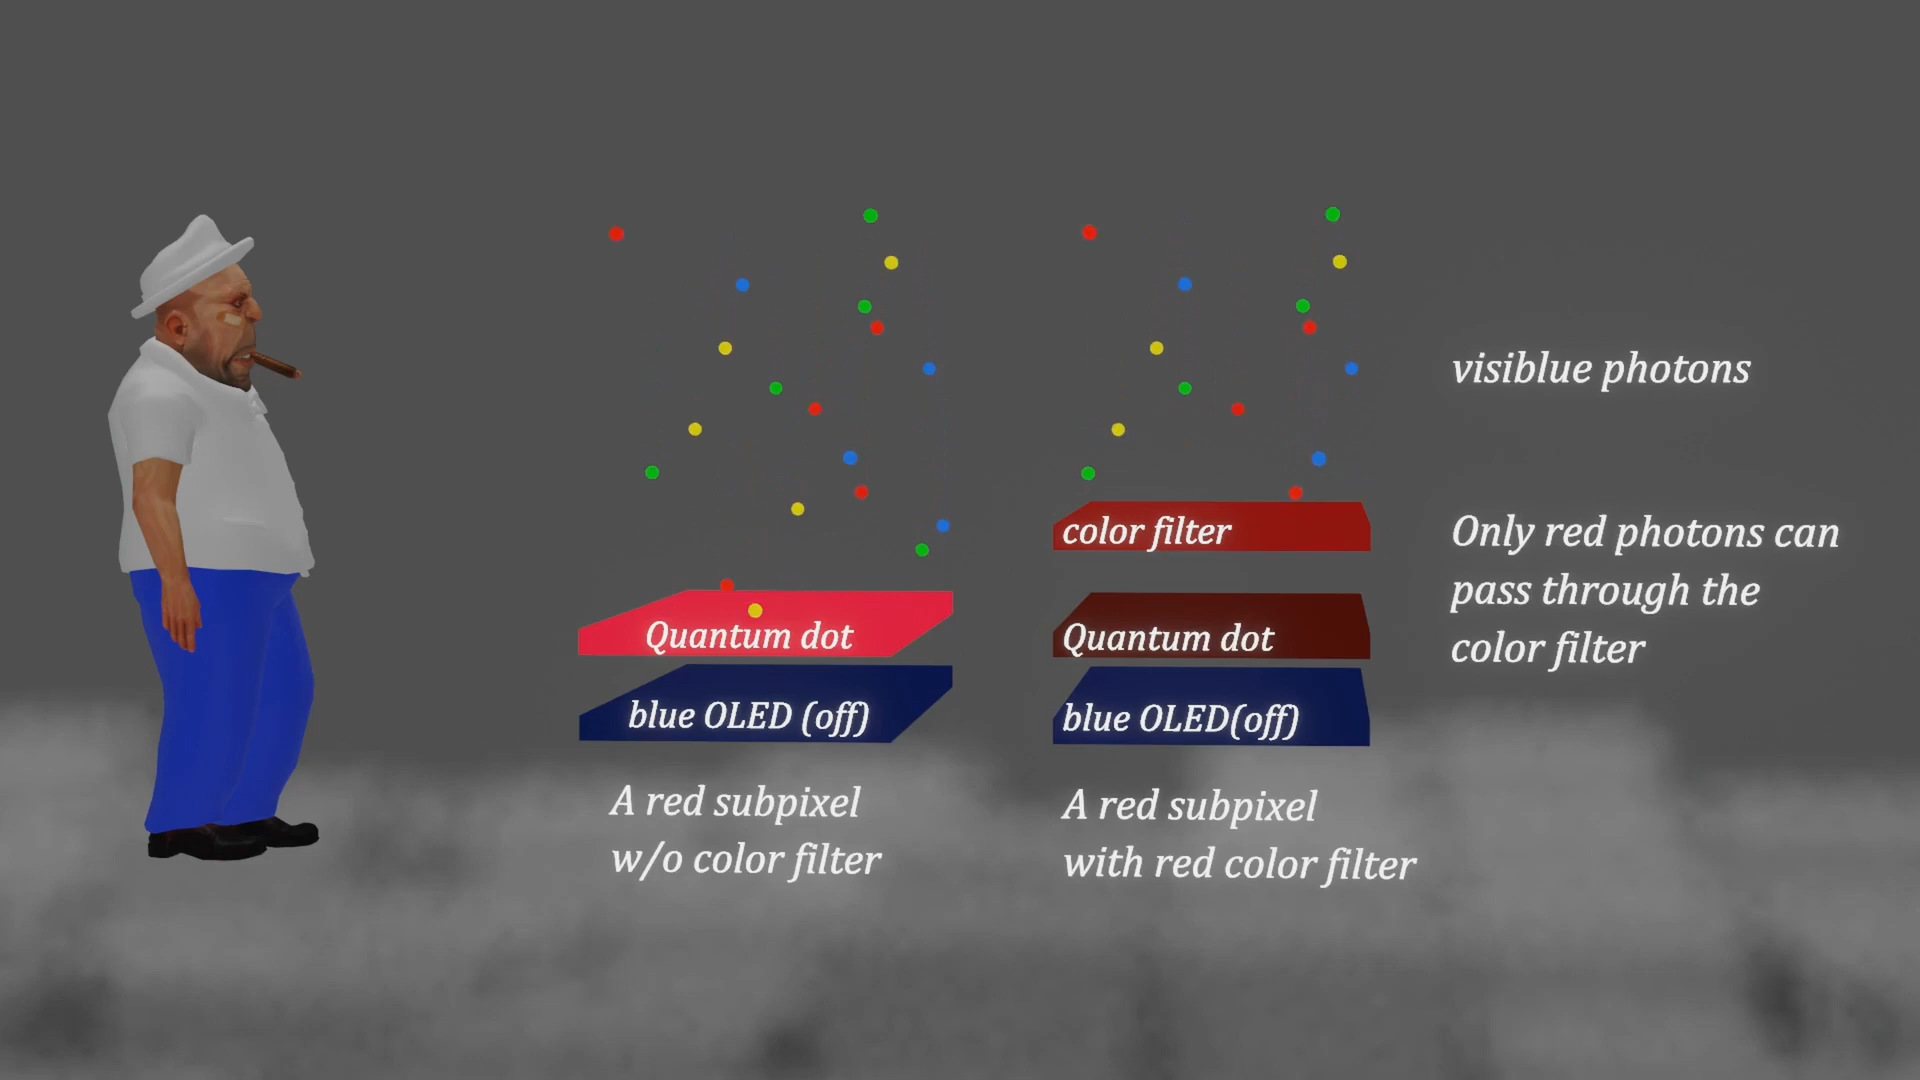 visiblue photons
color filter
Only red photons can
pass through the
color filter
Quantum dot
Quantum dot
blue OLED (off)
blue OLED(off)
A red subpixel
w/o color filter
A red subpixel
with red color filter